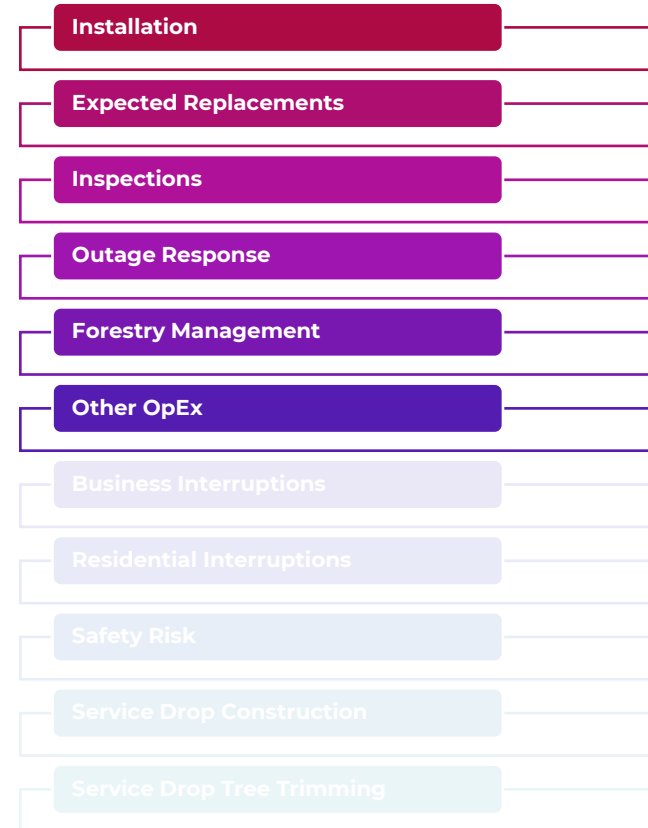 Installation
Expected Replacements
Inspections
Outage Response
Forestry Management
Other OpEx
Business Interruptions
Residential Interruptions
Safety Risk
Service Drop Construction
Service Drop Tree Trimming